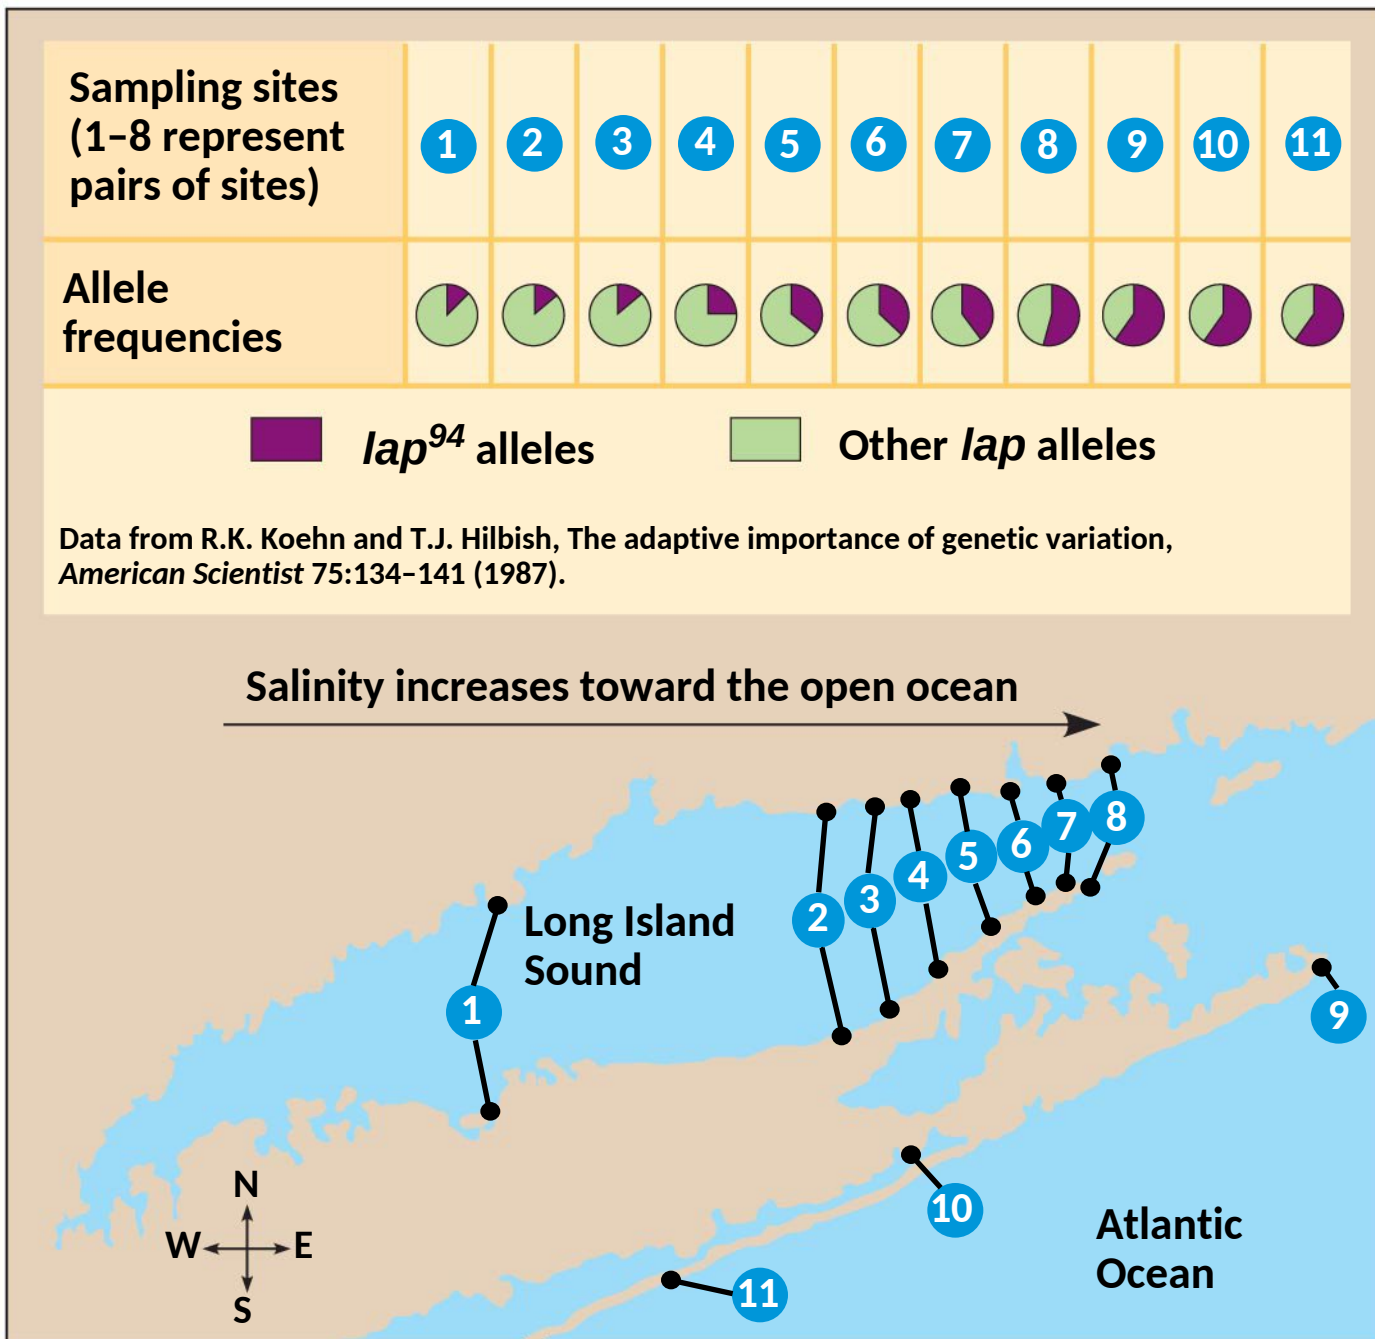 Sampling sites
(1–8 represent
pairs of sites)
1 2 3 4 5 6 7 8 9 10 11
Allele
frequencies
lap94 alleles
Other lap alleles
Data from R.K. Koehn and T.J. Hilbish, The adaptive importance of genetic variation,
American Scientist 75:134–141 (1987).
Salinity increases toward the open ocean
8
7
6
5
4
3
2
Long Island
Sound
1
9
N
W E
S
10
Atlantic
Ocean
11